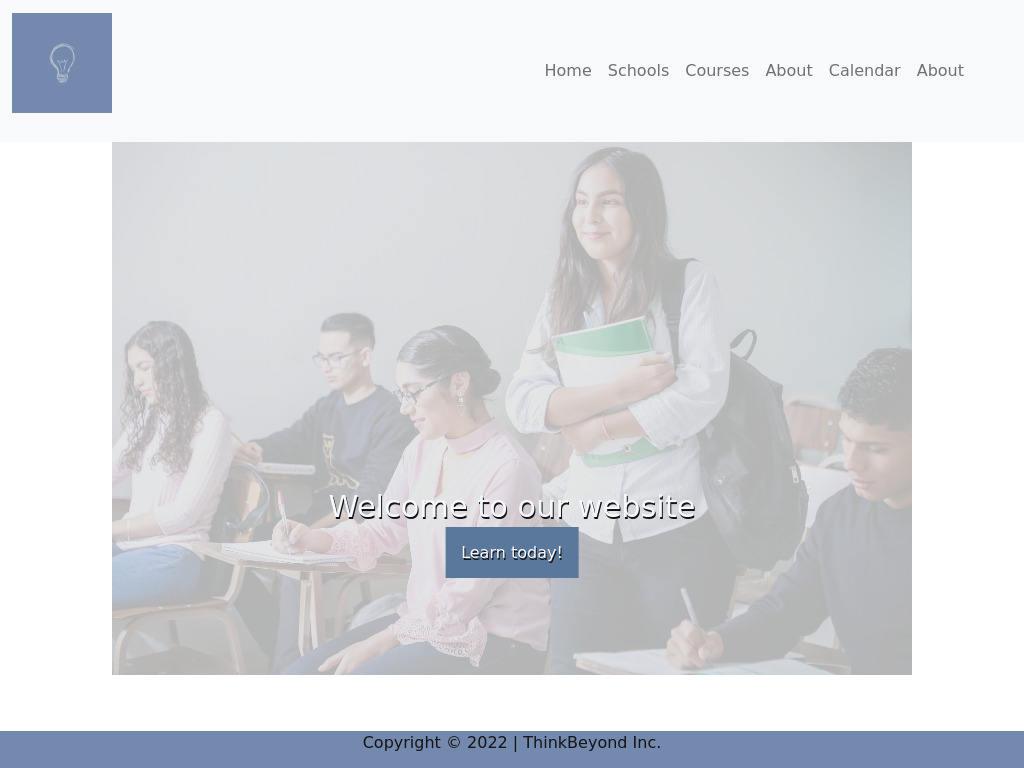 Home Schools Courses About Calendar About
Welcome to our website
Learn today!
Copyright © 2022 | ThinkBeyond Inc.